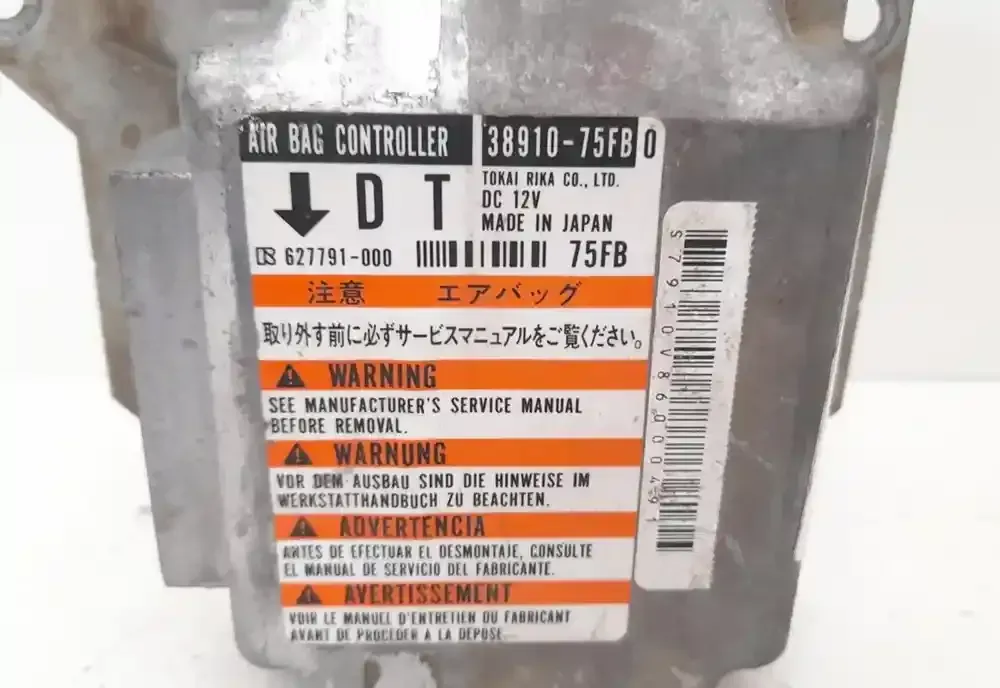 AIR BAG CONTROLLER 38910-75FB0
D T
TOKAI RIKA CO., LTD.
DC 12V
MADE IN JAPAN
627791-000 75FB
注意 エアバッグ
取り外す前に必ずサービスマニュアルをご覧ください。
WARNING
SEE MANUFACTURER'S SERVICE MANUAL
BEFORE REMOVAL.
WARNUNG
VOR DEM AUSBAU SIND DIE HINWEISE IM
WERKSTATTHANDBUCH ZU BEACHTEN.
ADVERTENCIA
ANTES DE EFECTUAR EL DESMONTAJE, CONSULTE
EL MANUAL DE SERVICIO DEL FABRICANTE.
AVERTISSEMENT
VOIR LE MANUEL D'ENTRETIEN DU FABRICANT
AVANT DE PROCEDER A LA DEPOSE.
S7910V86000491